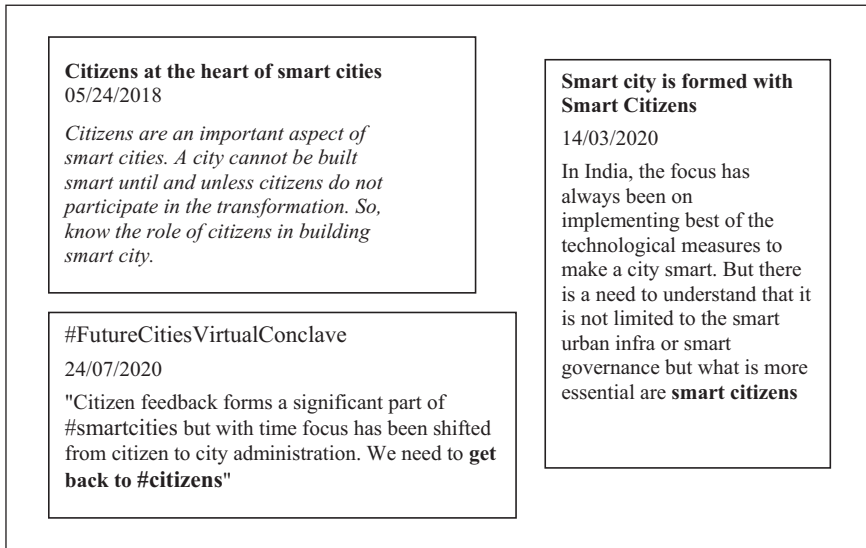 Citizens at the heart of smart cities
05/24/2018
Citizens are an important aspect of
smart cities. A city cannot be built
smart until and unless citizens do not
participate in the transformation. So,
know the role of citizens in building
smart city.
#FutureCitiesVirtualConclave
24/07/2020
"Citizen feedback forms a significant part of
#smartcities but with time focus has been shifted
from citizen to city administration. We need to get
back to #citizens"
Smart city is formed with
Smart Citizens
14/03/2020
In India, the focus has
always been on
implementing best of the
technological measures to
make a city smart. But there
is a need to understand that it
is not limited to the smart
urban infra or smart
governance but what is more
essential are smart citizens